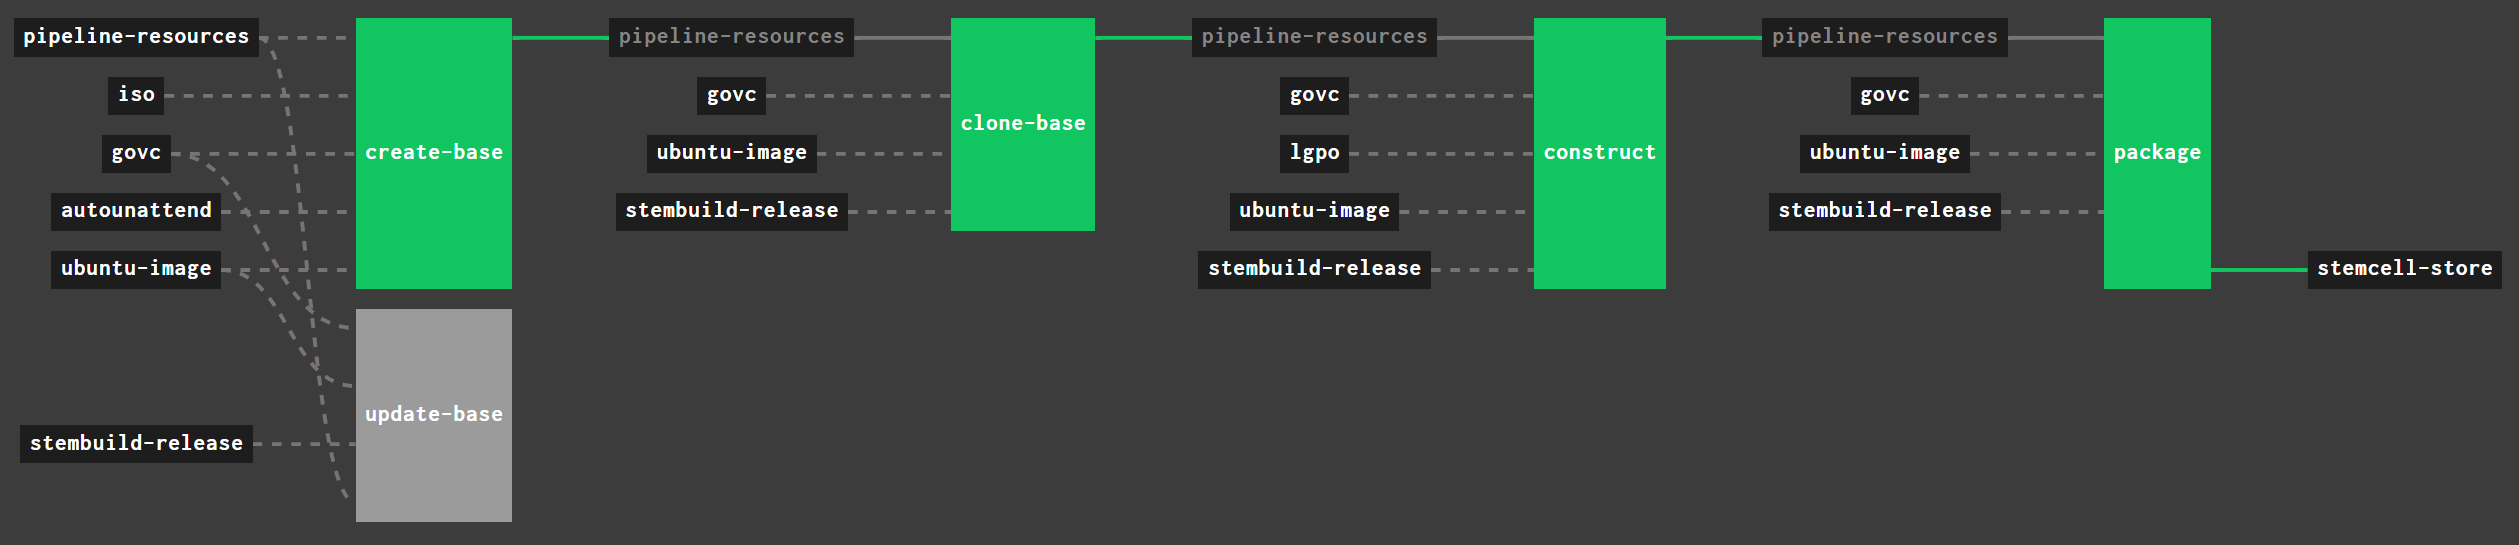 pipeline-resources
iso
govc
autounattend
ubuntu-image
stembuild-release
create-base
update-base
pipeline-resources
govc
ubuntu-image
stembuild-release
clone-base
pipeline-resources
govc
lgpo
ubuntu-image
stembuild-release
construct
pipeline-resources
govc
ubuntu-image
stembuild-release
package
stemcell-store